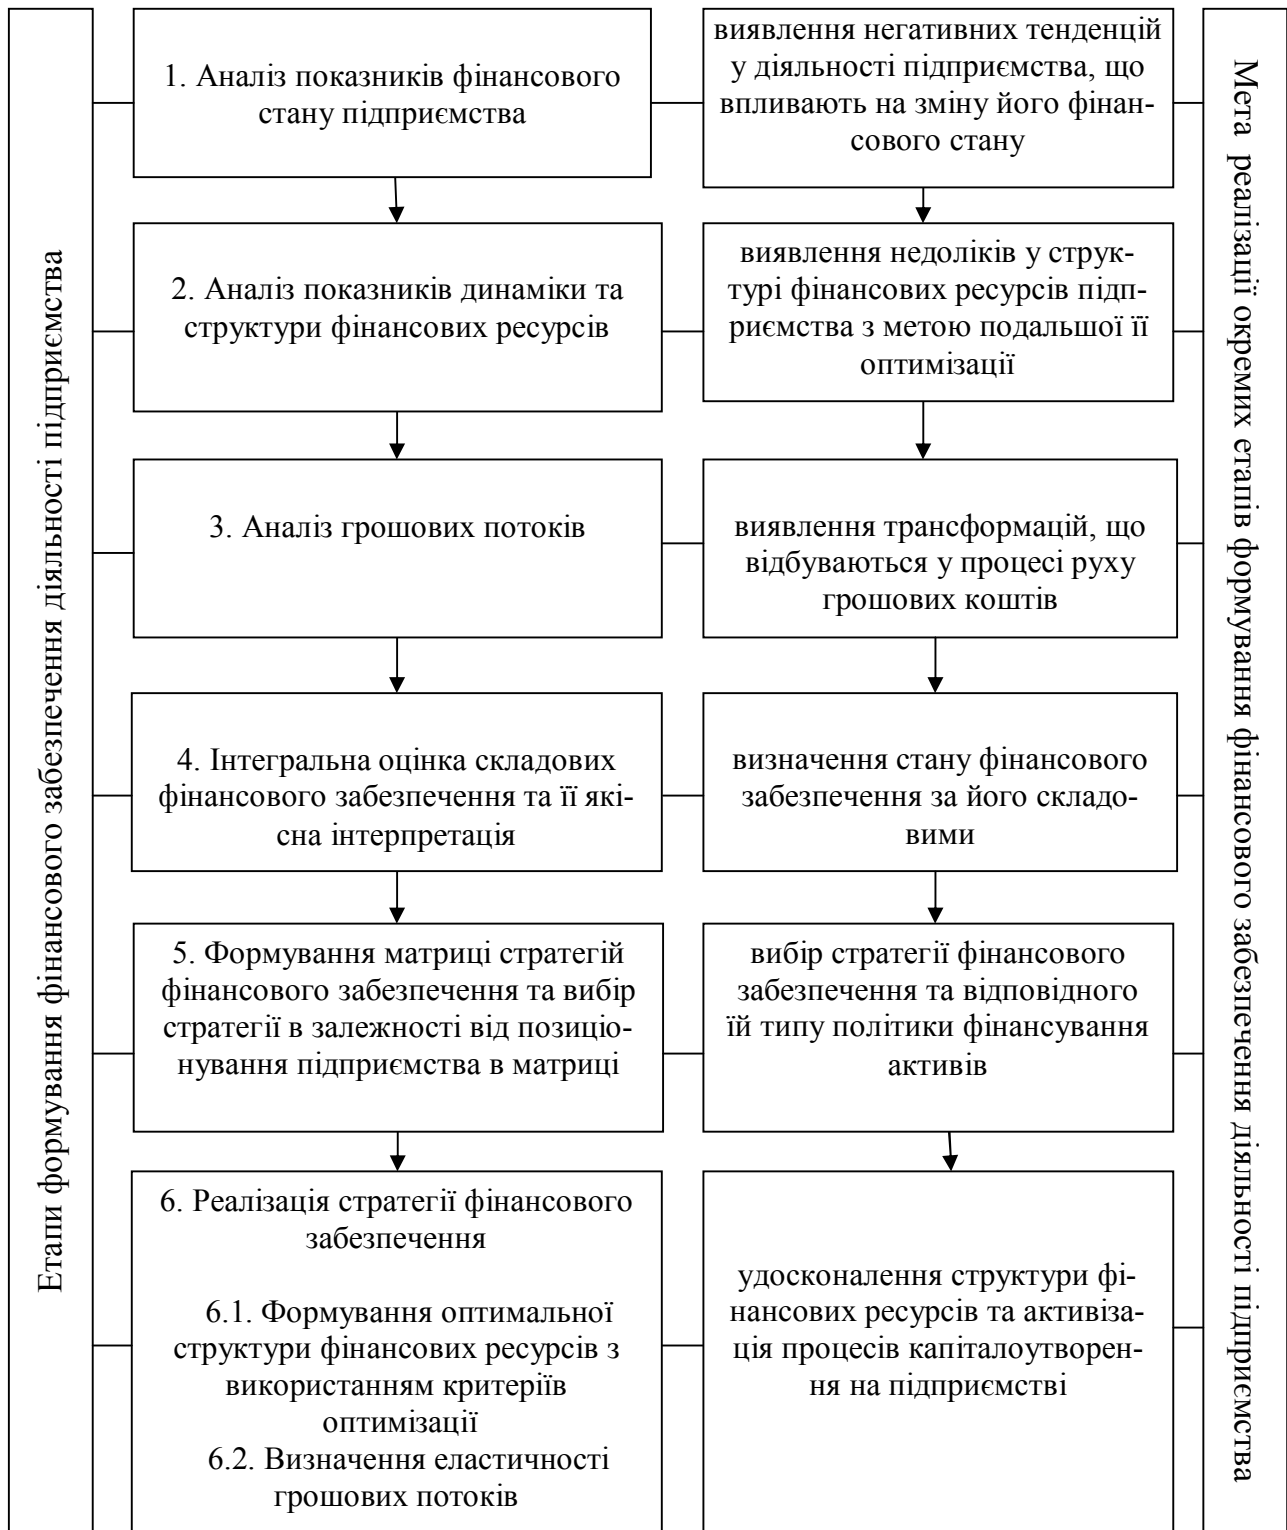 Етапи формування фінансового забезпечення діяльності підприємства
1. Аналіз показників фінансового
стану підприємства
виявлення негативних тенденцій
у діяльності підприємства, що
впливають на зміну його фінан-
сового стану
2. Аналіз показників динаміки та
структури фінансових ресурсів
виявлення недоліків у струк-
турі фінансових ресурсів підп-
риємства з метою подальшої її
оптимізації
3. Аналіз грошових потоків
виявлення трансформацій, що
відбуваються у процесі руху
грошових коштів
4. Інтегральна оцінка складових
фінансового забезпечення та її які-
сна інтерпретація
визначення стану фінансового
забезпечення за його складо-
вими
5. Формування матриці стратегій
фінансового забезпечення та вибір
стратегії в залежності від позиціо-
нування підприємства в матриці
вибір стратегії фінансового
забезпечення та відповідного
їй типу політики фінансування
активів
6. Реалізація стратегії фінансового
забезпечення
6.1. Формування оптимальної
структури фінансових ресурсів з
використанням критеріїв
оптимізації
6.2. Визначення еластичності
грошових потоків
удосконалення структури фі-
нансових ресурсів та активіза-
ція процесів капіталоутворен-
ня на підприємстві
Мета реалізації окремих етапів формування фінансового забезпечення діяльності підприємства